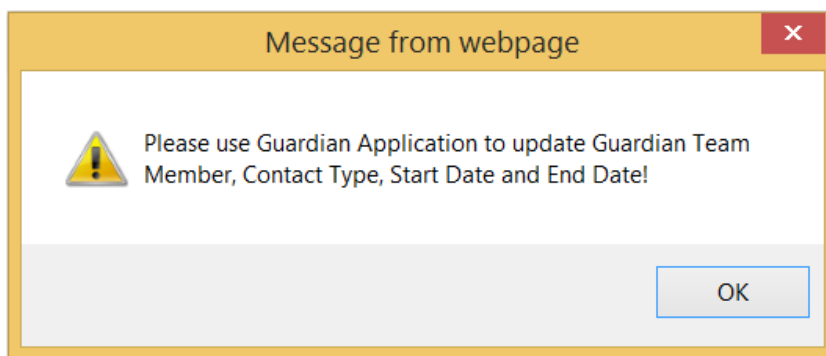 Message from webpage
Please use Guardian Application to update Guardian Team
Member, Contact Type, Start Date and End Date!
OK